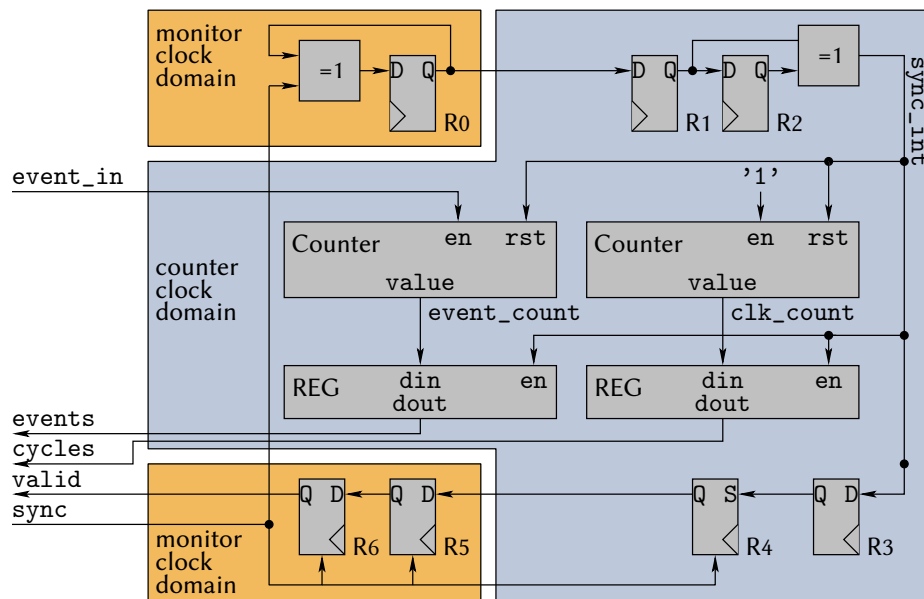 monitor
clock
domain
=1
D Q
R0
D Q
R1
D Q
R2
=1
sync_int
event_in
'1'
en rst
Counter
value
en rst
Counter
value
counter
clock
domain
event_count
clk_count
REG
din
en
dout
REG
din
en
dout
events
cycles
valid
sync
Q D
R6
Q D
R5
Q S
R4
Q D
R3
monitor
clock
domain